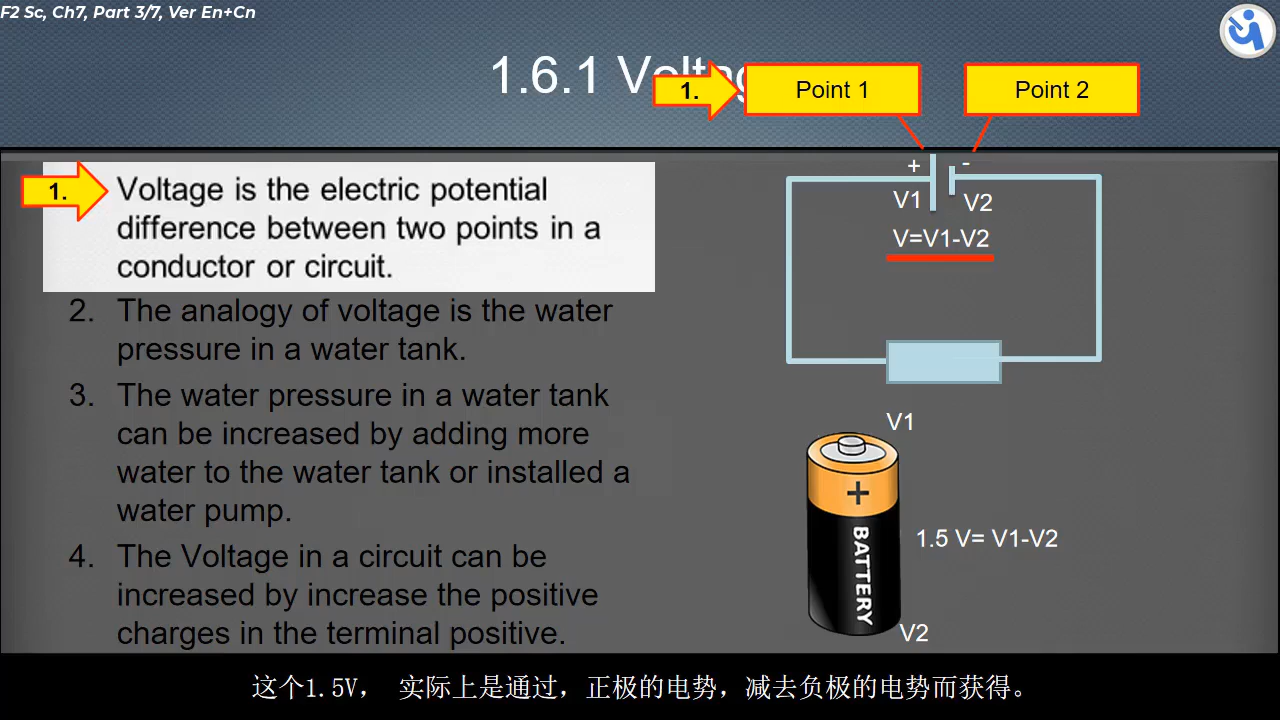 F2 Sc, Ch7, Part 3/7, Ver En+Cn
1.6.1
1.
Point 1
Point 2
1.
Voltage is the electric potential
difference between two points in a
conductor or circuit.
2. The analogy of voltage is the water
pressure in a water tank.
3. The water pressure in a water tank
can be increased by adding more
water to the water tank or installed a
water pump.
4. The Voltage in a circuit can be
increased by increase the positive
charges in the terminal positive.
+
-
V1
V2
V=V1-V2
V1
+
BATTERY
1.5 V= V1-V2
V2
这个1.5V, 实际上是通过, 正极的电势, 减去负极的电势而获得。